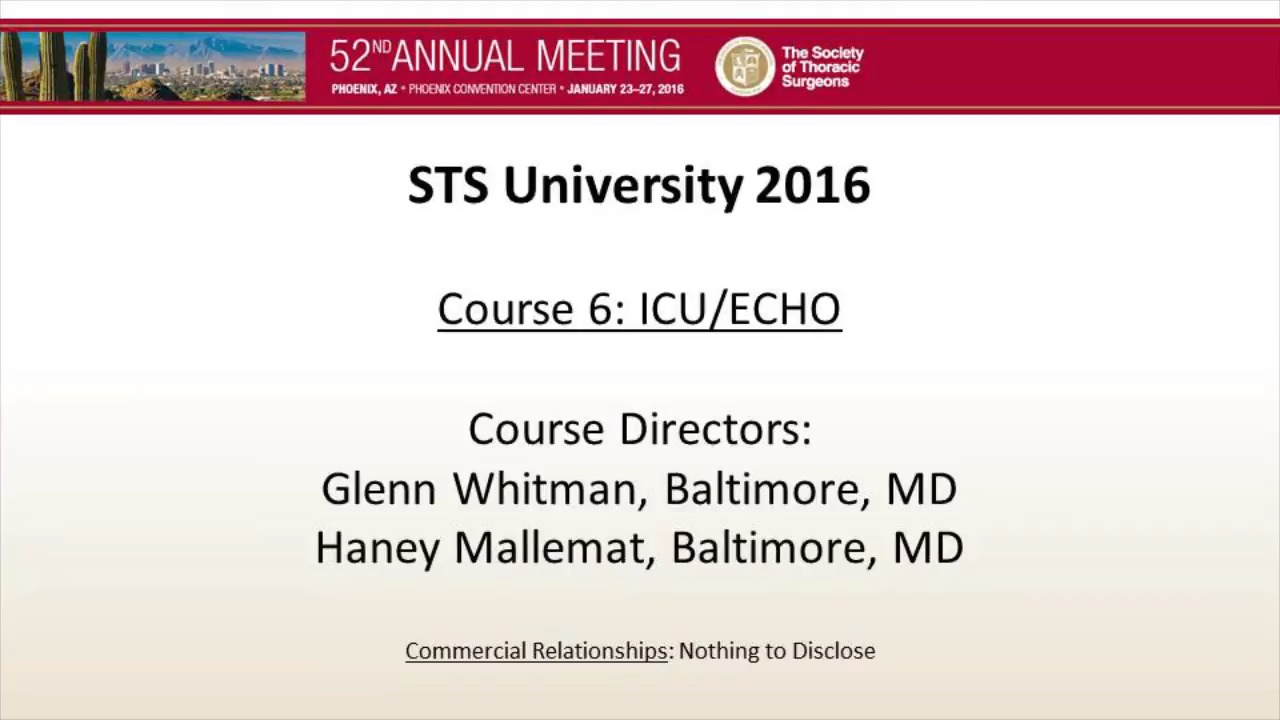 52ND ANNUAL MEETING
PHOENIX, AZ • PHOENIX CONVENTION CENTER • JANUARY 23–27, 2016
The Society
of Thoracic
Surgeons
STS University 2016
Course 6: ICU/ECHO
Course Directors:
Glenn Whitman, Baltimore, MD
Haney Mallemat, Baltimore, MD
Commercial Relationships: Nothing to Disclose